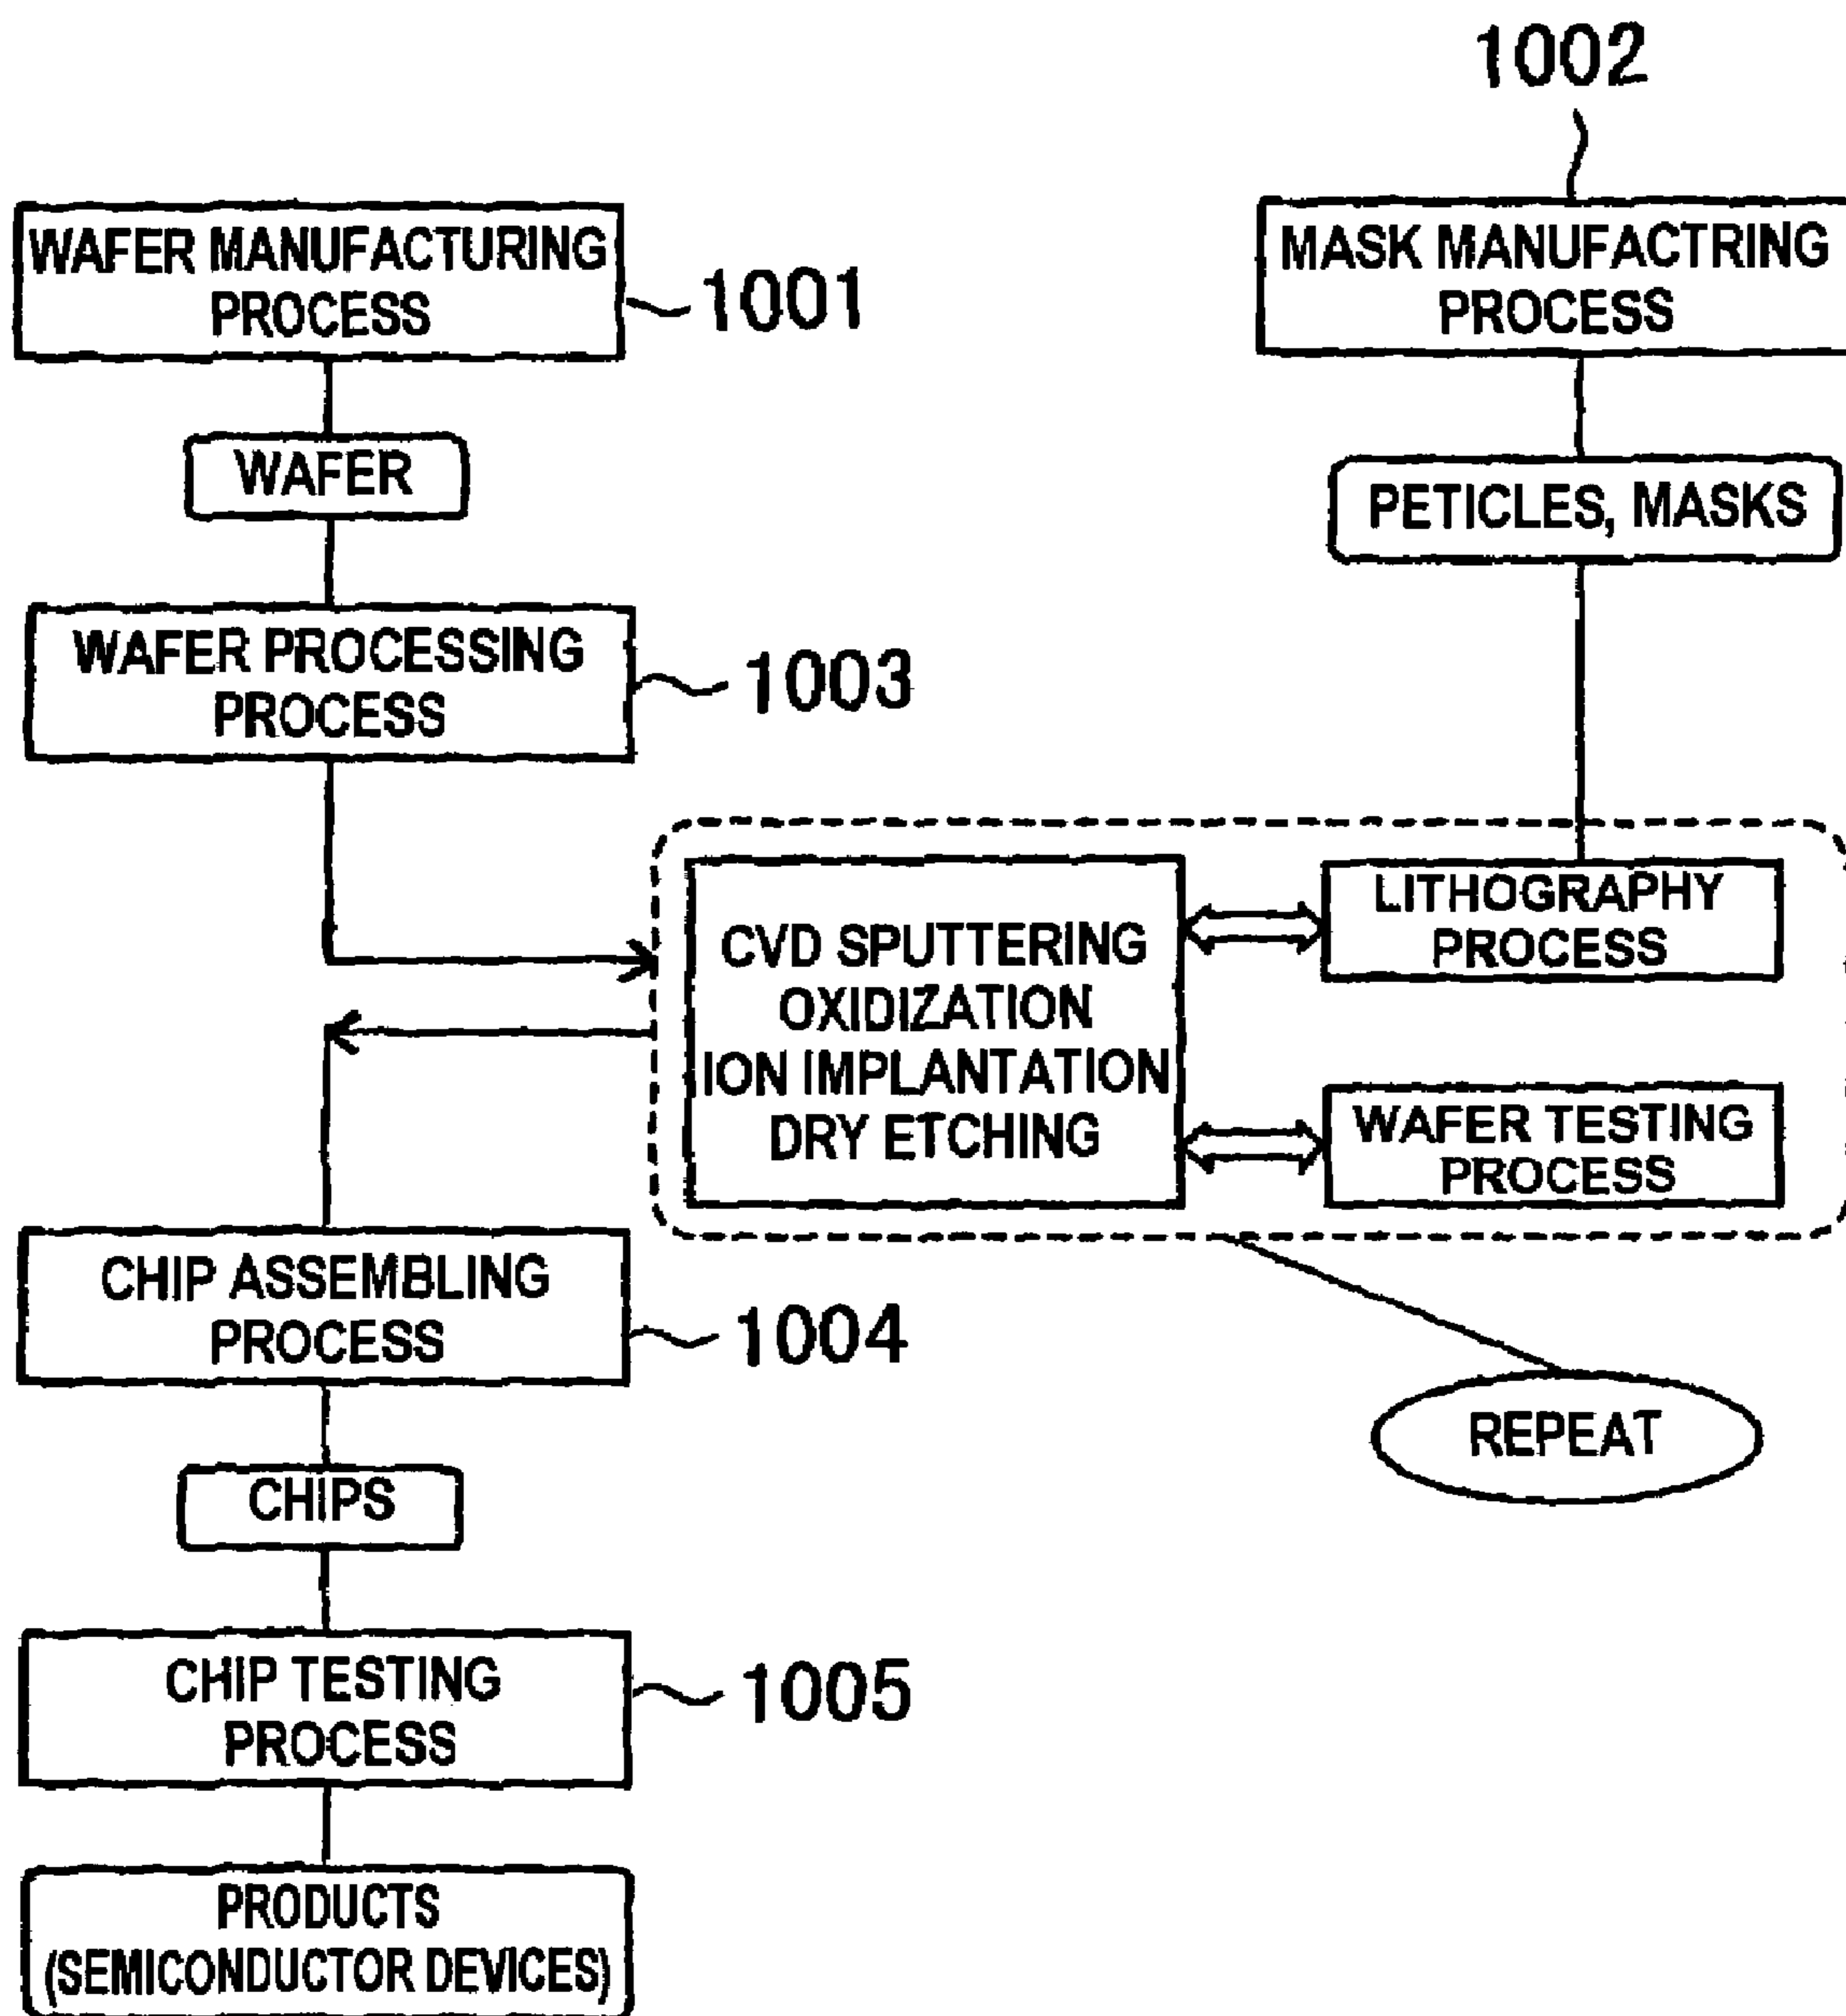 1002
WAFER MANUFACTURING
PROCESS
1001
MASK MANUFACTRING
PROCESS
WAFER
PETICLES, MASKS
WAFER PROCESSING
PROCESS
1003
CVD SPUTTERING
OXIDIZATION
ION IMPLANTATION
DRY ETCHING
LITHOGRAPHY
PROCESS
WAFER TESTING
PROCESS
CHIP ASSEMBLING
PROCESS
1004
REPEAT
CHIPS
CHIP TESTING
PROCESS
1005
PRODUCTS
(SEMICONDUCTOR DEVICES)